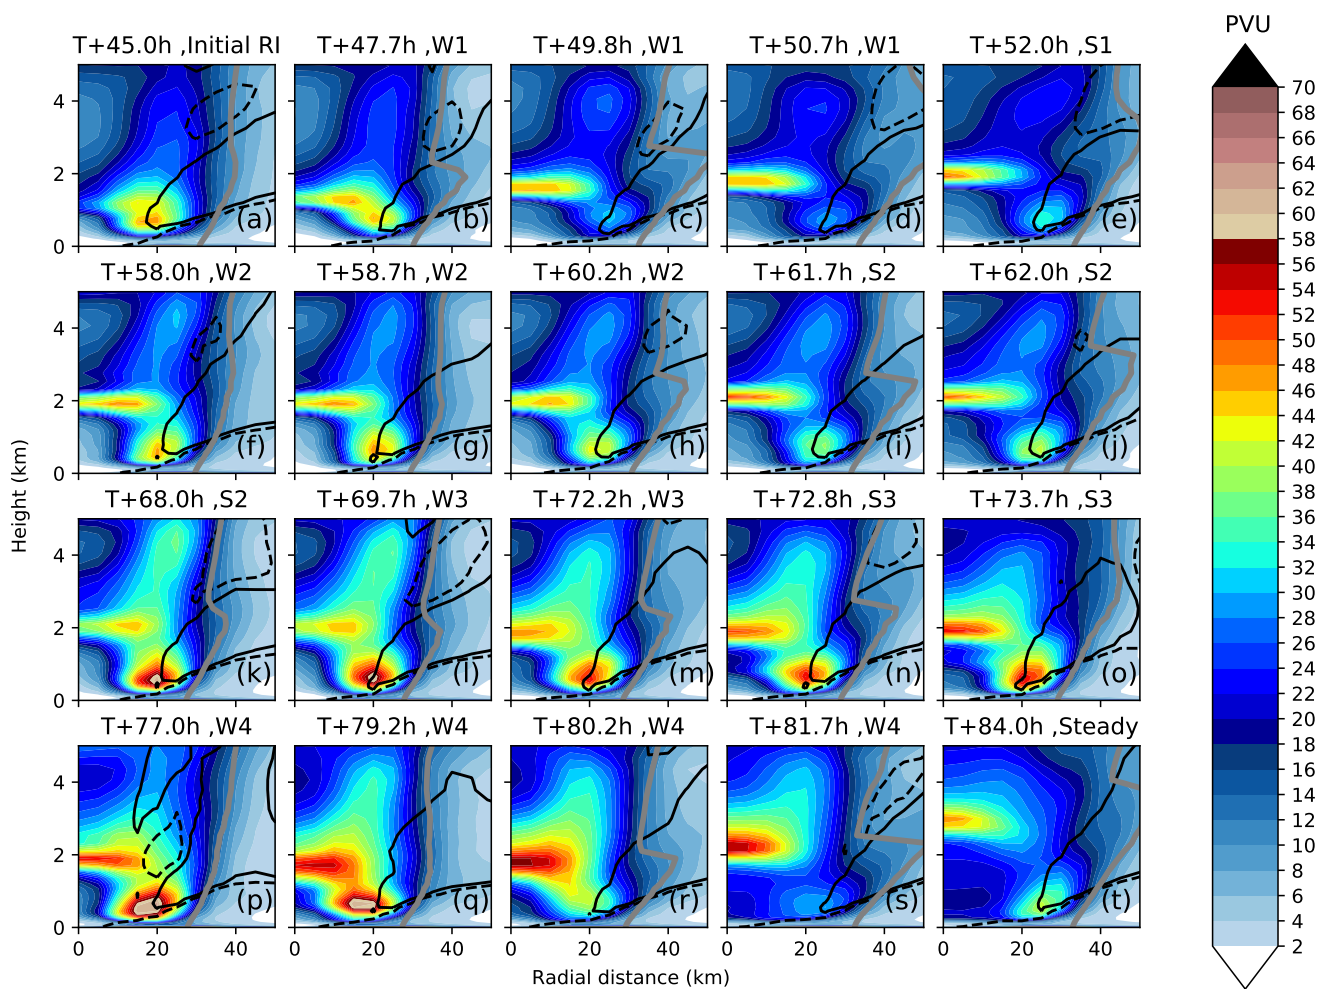 PVU
T+45.0h ,Initial RI
T+47.7h ,W1
T+49.8h ,W1
T+50.7h ,W1
T+52.0h ,S1
4
2
0
(a)
(b)
(c)
(d)
(e)
T+58.0h ,W2
T+58.7h ,W2
T+60.2h ,W2
T+61.7h ,S2
T+62.0h ,S2
4
2
0
(f)
(g)
(h)
(i)
(j)
Height (km)
T+68.0h ,S2
T+69.7h ,W3
T+72.2h ,W3
T+72.8h ,S3
T+73.7h ,S3
4
2
0
(k)
(l)
(m)
(n)
(o)
T+77.0h ,W4
T+79.2h ,W4
T+80.2h ,W4
T+81.7h ,W4
T+84.0h ,Steady
4
2
0
(p)
(q)
(r)
(s)
(t)
0 20 40
0 20 40
0 20 40
0 20 40
0 20 40
Radial distance (km)
70
68
66
64
62
60
58
56
54
52
50
48
46
44
42
40
38
36
34
32
30
28
26
24
22
20
18
16
14
12
10
8
6
4
2